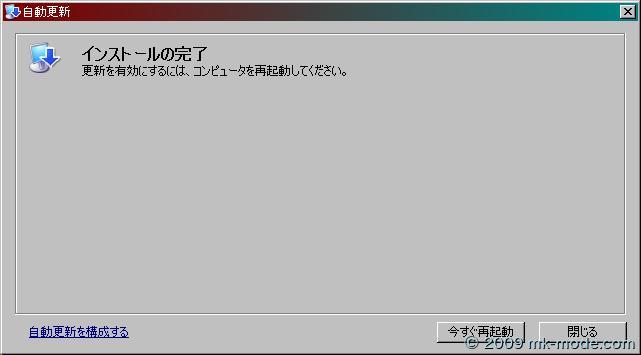 自動更新
インストールの完了
更新を有効にするには、コンピュータを再起動してください。
自動更新を構成する
今すぐ再起動
閉じる
© 2009 mk-mode.com